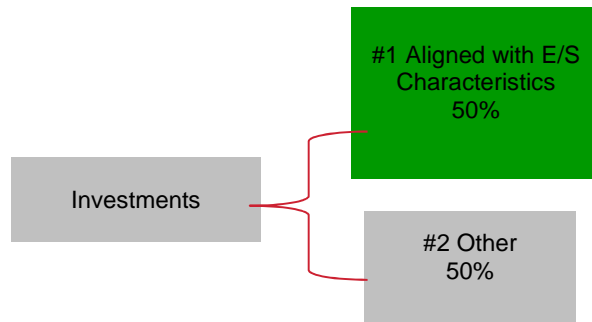 #1 Aligned with E/S
Characteristics
50%
Investments
#2 Other
50%